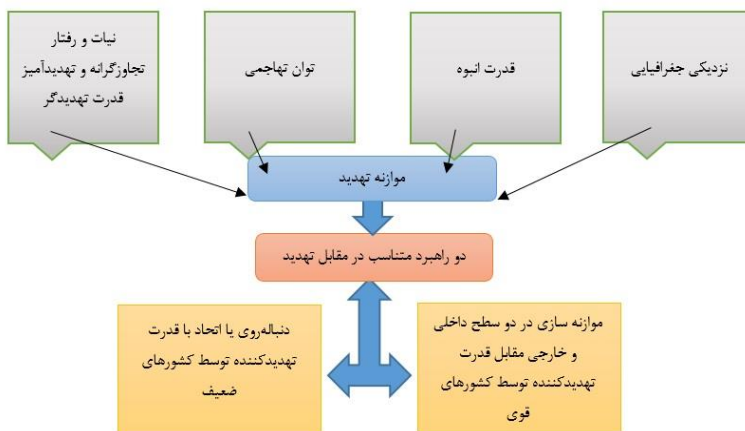 نزدیکی جغرافیایی
قدرت انبوه
توان تهاجمی
نیات و رفتار
تجاوزگرانه و تهدیدآمیز
قدرت تهدیدگر
موازنه تهدید
دو راهبرد متناسب در مقابل تهدید
موازنه سازی در دو سطح داخلی
و خارجی مقابل قدرت
تهدیدکننده توسط کشورهای
قوی
دنباله‌روی یا اتحاد با قدرت
تهدیدکننده توسط کشورهای
ضعیف